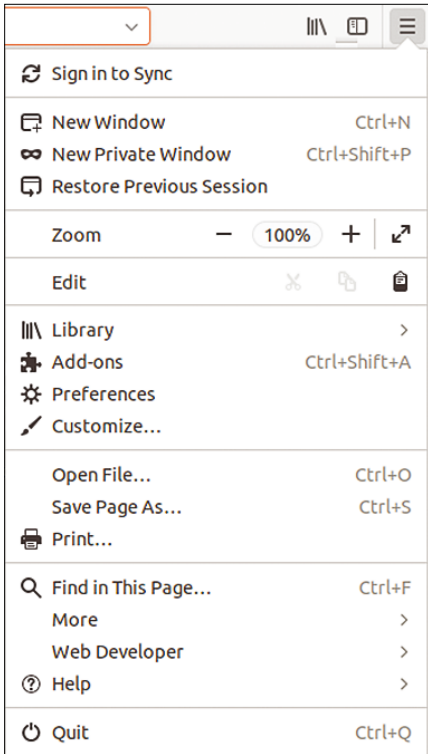 Sign in to Sync
New Window Ctrl+N
New Private Window Ctrl+Shift+P
Restore Previous Session
Zoom − 100% +
Edit
Library >
Add-ons Ctrl+Shift+A
Preferences
Customize…
Open File… Ctrl+O
Save Page As… Ctrl+S
Print…
Find in This Page… Ctrl+F
More >
Web Developer >
Help >
Quit Ctrl+Q